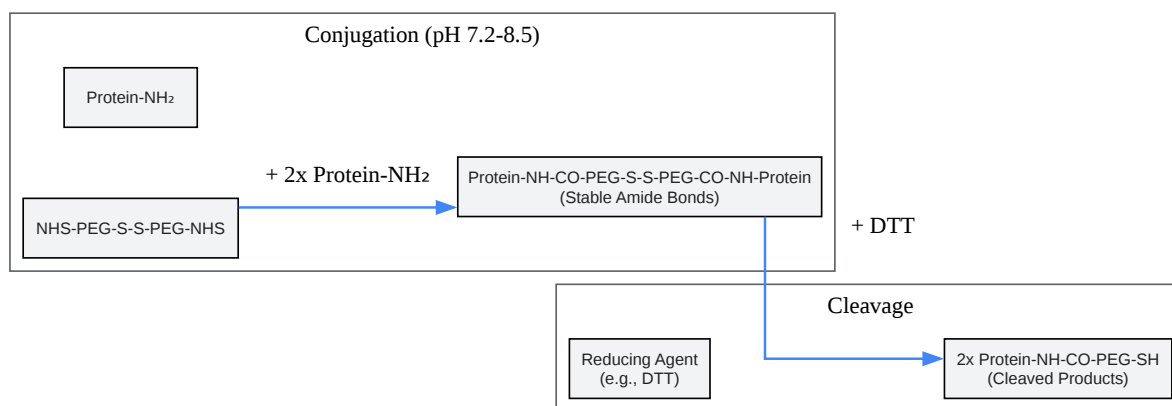 Conjugation (pH 7.2-8.5)
Protein-NH₂
+ 2x Protein-NH₂
Protein-NH-CO-PEG-S-S-PEG-CO-NH-Protein
(Stable Amide Bonds)
NHS-PEG-S-S-PEG-NHS
+ DTT
Cleavage
Reducing Agent
(e.g., DTT)
2x Protein-NH-CO-PEG-SH
(Cleaved Products)